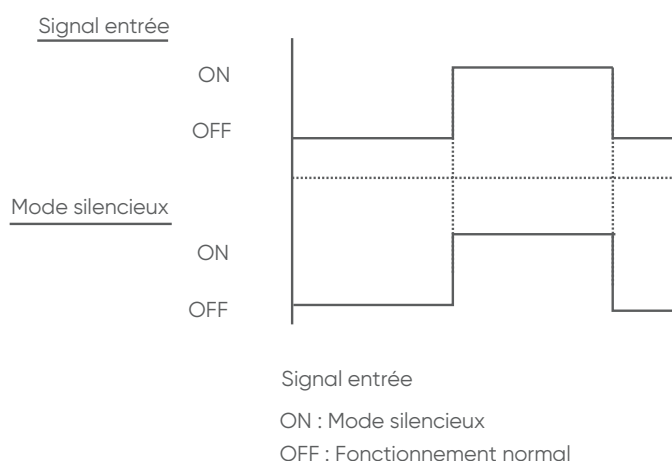 Signal entrée
ON
OFF
Mode silencieux
ON
OFF
Signal entrée
ON : Mode silencieux
OFF : Fonctionnement normal